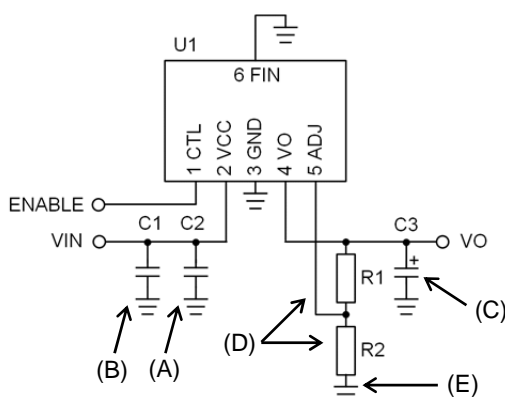 U1
6 FIN
1 CTL
2 VCC
3 GND
4 VO
5 ADJ
ENABLE
C1
C2
C3
VIN
VO
+
R1
(C)
(B)
(A)
(D)
R2
(E)